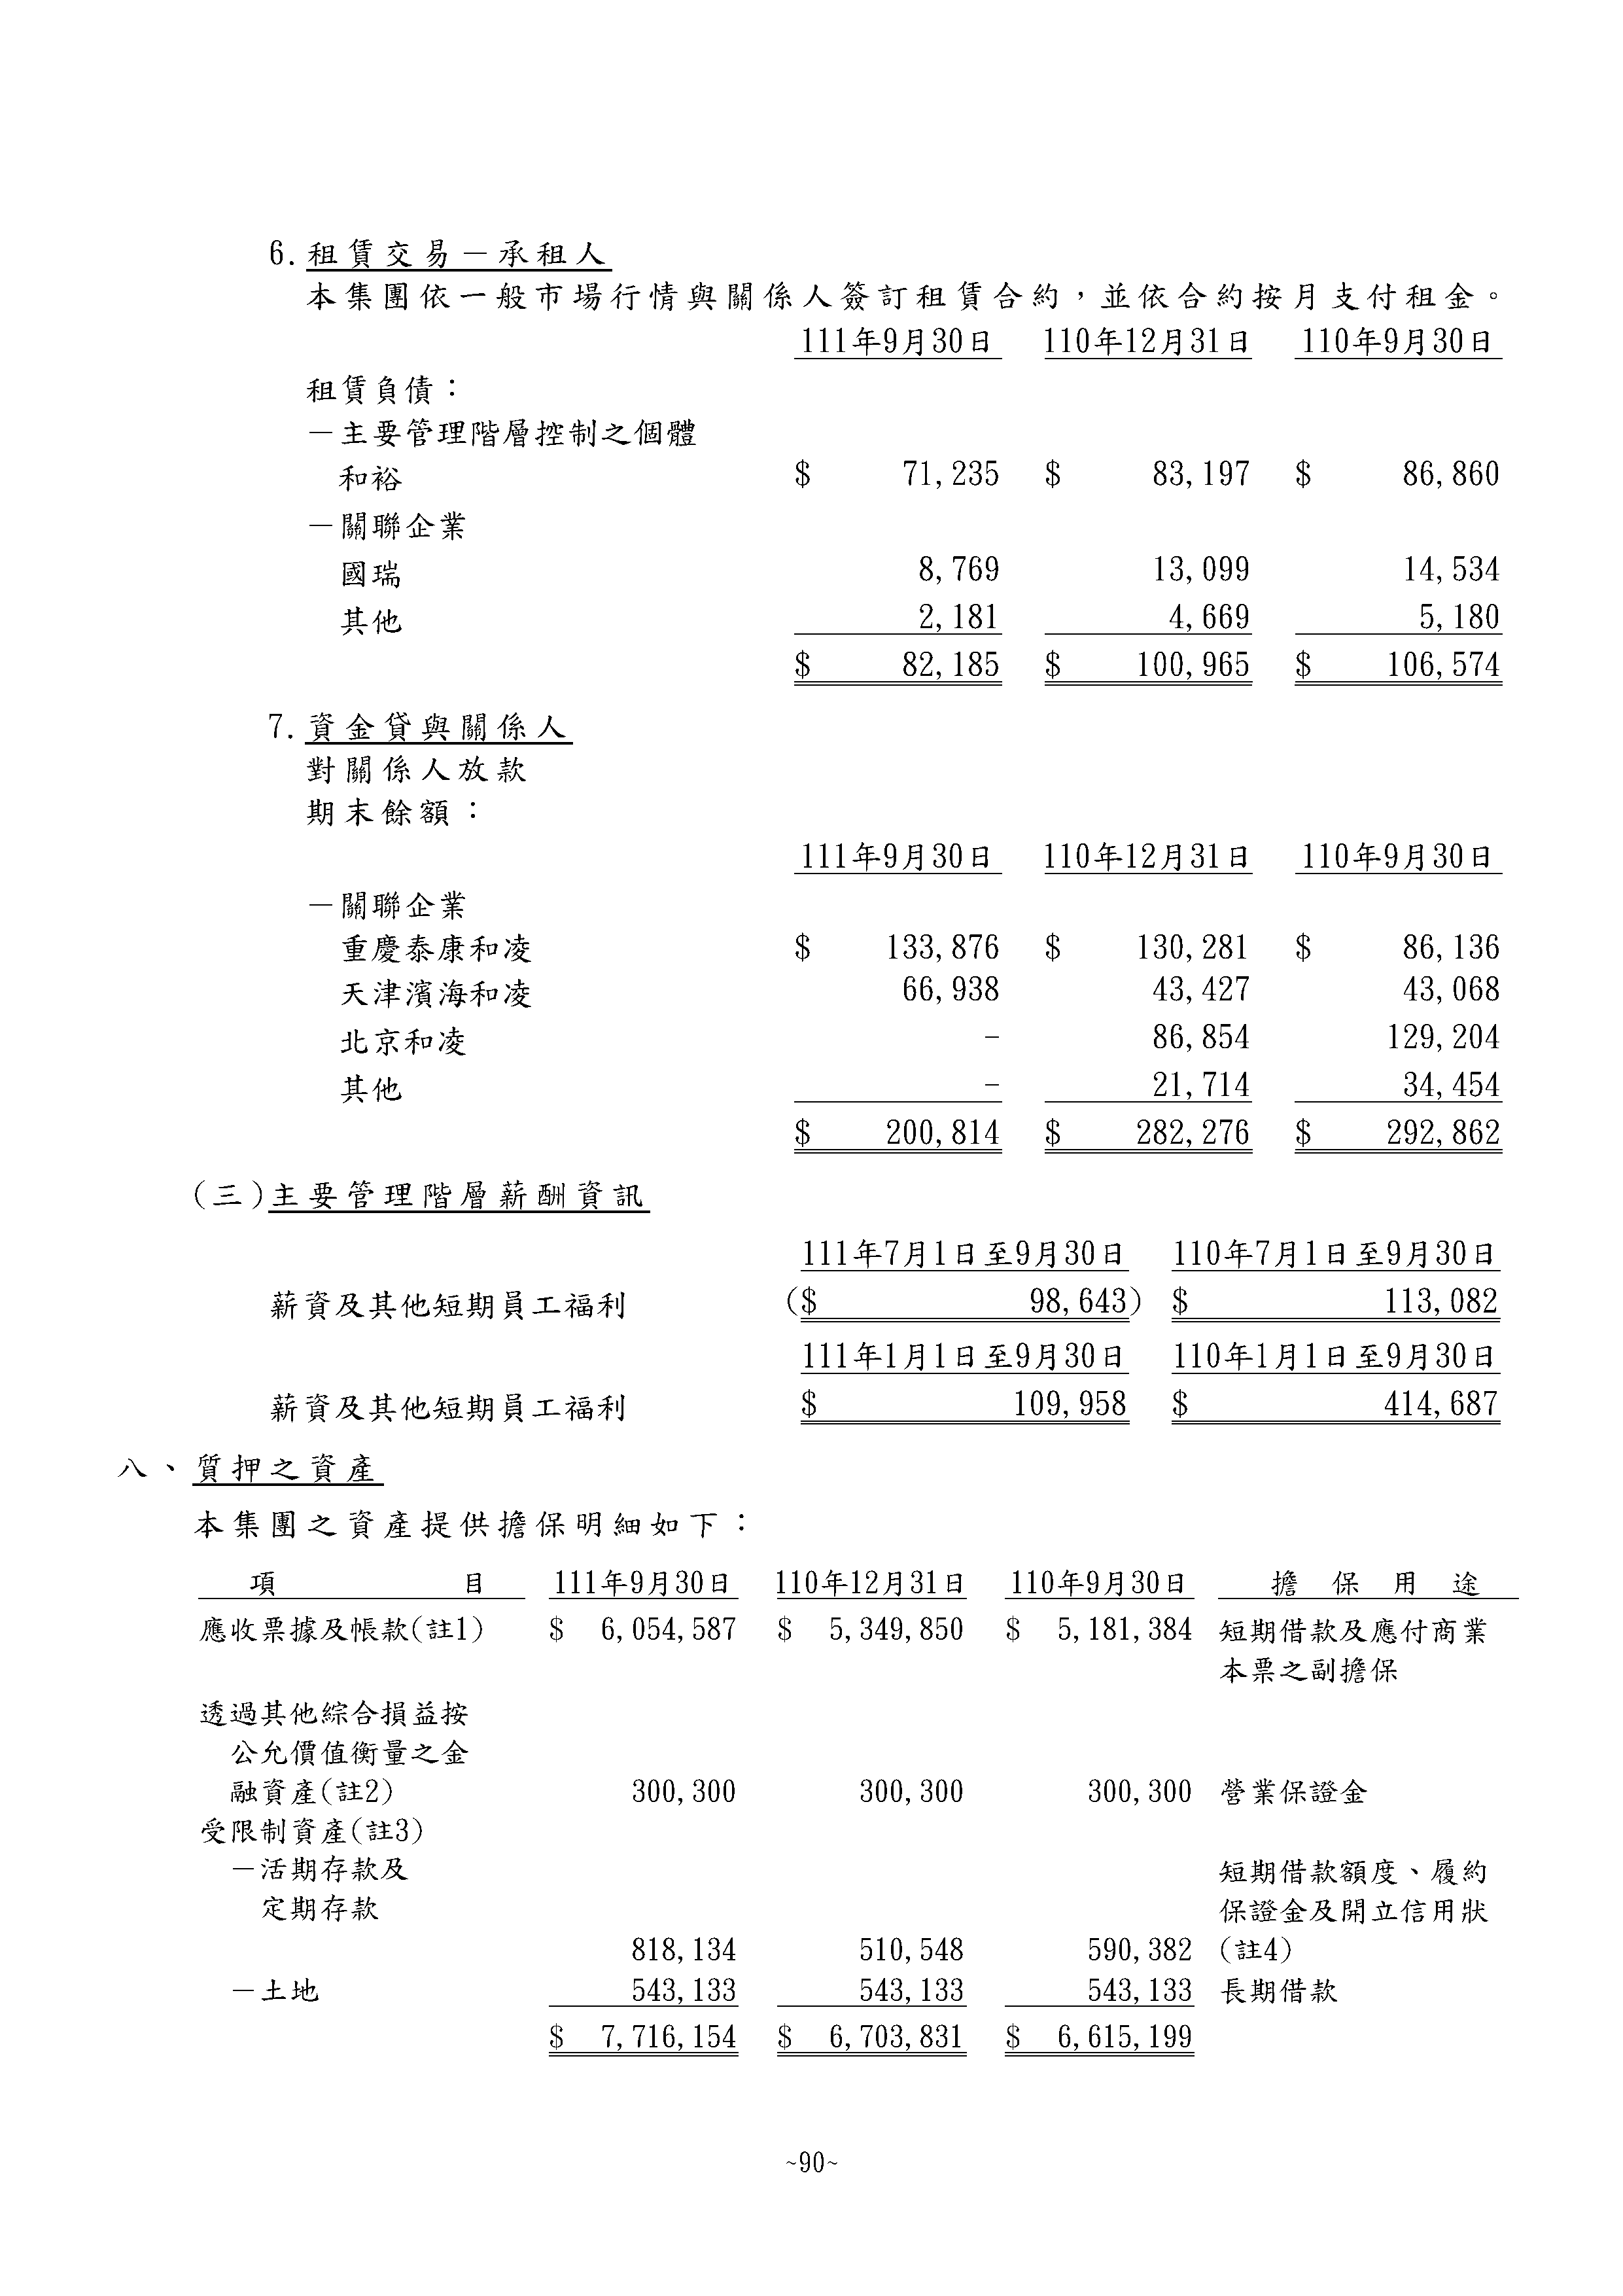 6.租賃交易－承租人
本集團依一般市場行情與關係人簽訂租賃合約，並依合約按月支付租金。
111年9月30日 110年12月31日 110年9月30日
租賃負債：
－主要管理階層控制之個體
和裕 $ 71,235 $ 83,197 $ 86,860
－關聯企業
國瑞 8,769 13,099 14,534
其他 2,181 4,669 5,180
$ 82,185 $ 100,965 $ 106,574
7.資金貸與關係人
對關係人放款
期末餘額：
111年9月30日 110年12月31日 110年9月30日
－關聯企業
重慶泰康和凌 $ 133,876 $ 130,281 $ 86,136
天津濱海和凌 66,938 43,427 43,068
北京和凌 - 86,854 129,204
其他 - 21,714 34,454
$ 200,814 $ 282,276 $ 292,862
(三)主要管理階層薪酬資訊
111年7月1日至9月30日 110年7月1日至9月30日
薪資及其他短期員工福利 ($ 98,643) $ 113,082
111年1月1日至9月30日 110年1月1日至9月30日
薪資及其他短期員工福利 $ 109,958 $ 414,687
八、質押之資產
本集團之資產提供擔保明細如下：
項 目 111年9月30日 110年12月31日 110年9月30日 擔保用途
應收票據及帳款(註1) $ 6,054,587 $ 5,349,850 $ 5,181,384 短期借款及應付商業
本票之副擔保
透過其他綜合損益按
公允價值衡量之金
融資產(註2) 300,300 300,300 300,300 營業保證金
受限制資產(註3)
－活期存款及 短期借款額度、履約
定期存款 保證金及開立信用狀
818,134 510,548 590,382 (註4)
－土地 543,133 543,133 543,133 長期借款
$ 7,716,154 $ 6,703,831 $ 6,615,199
~90~